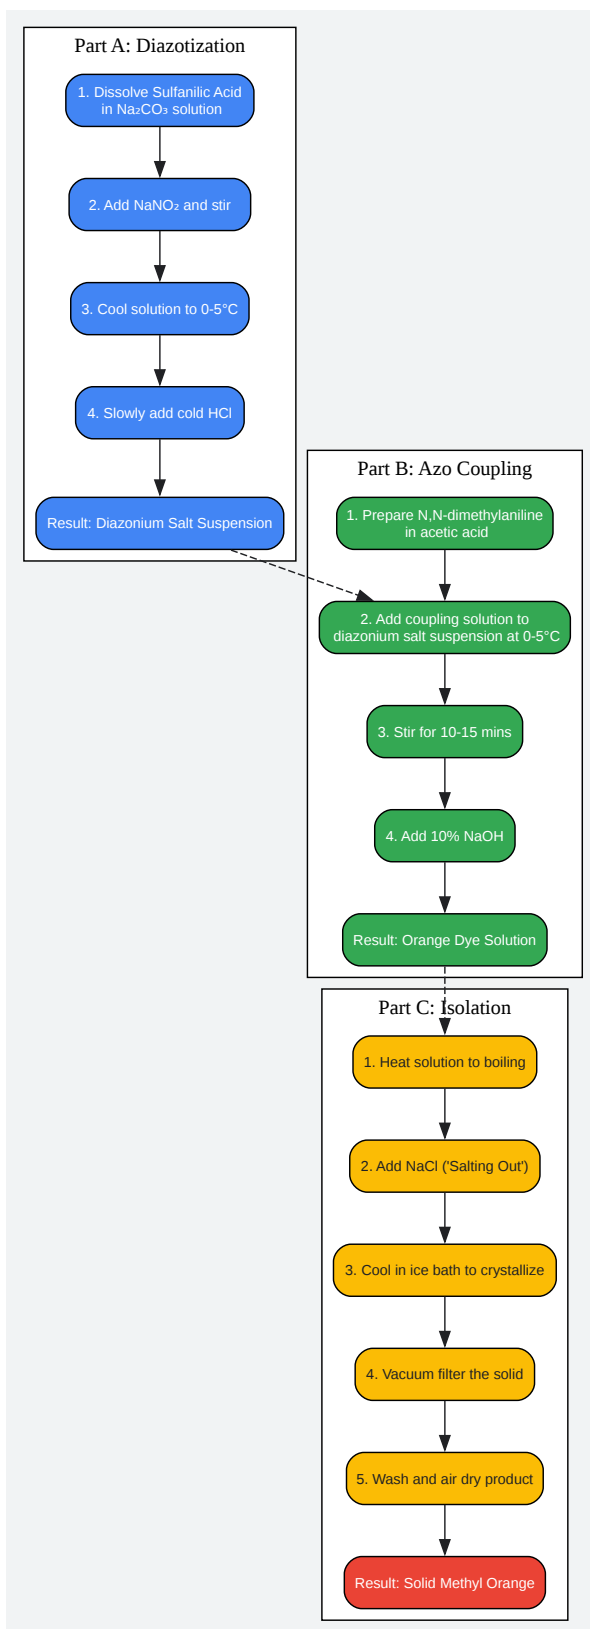 Part A: Diazotization
1. Dissolve Sulfanilic Acid
in Na₂CO₃ solution
2. Add NaNO₂ and stir
3. Cool solution to 0-5°C
4. Slowly add cold HCl
Result: Diazonium Salt Suspension
Part B: Azo Coupling
1. Prepare N,N-dimethylaniline
in acetic acid
2. Add coupling solution to
diazonium salt suspension at 0-5°C
3. Stir for 10-15 mins
4. Add 10% NaOH
Result: Orange Dye Solution
Part C: Isolation
1. Heat solution to boiling
2. Add NaCl ('Salting Out')
3. Cool in ice bath to crystallize
4. Vacuum filter the solid
5. Wash and air dry product
Result: Solid Methyl Orange